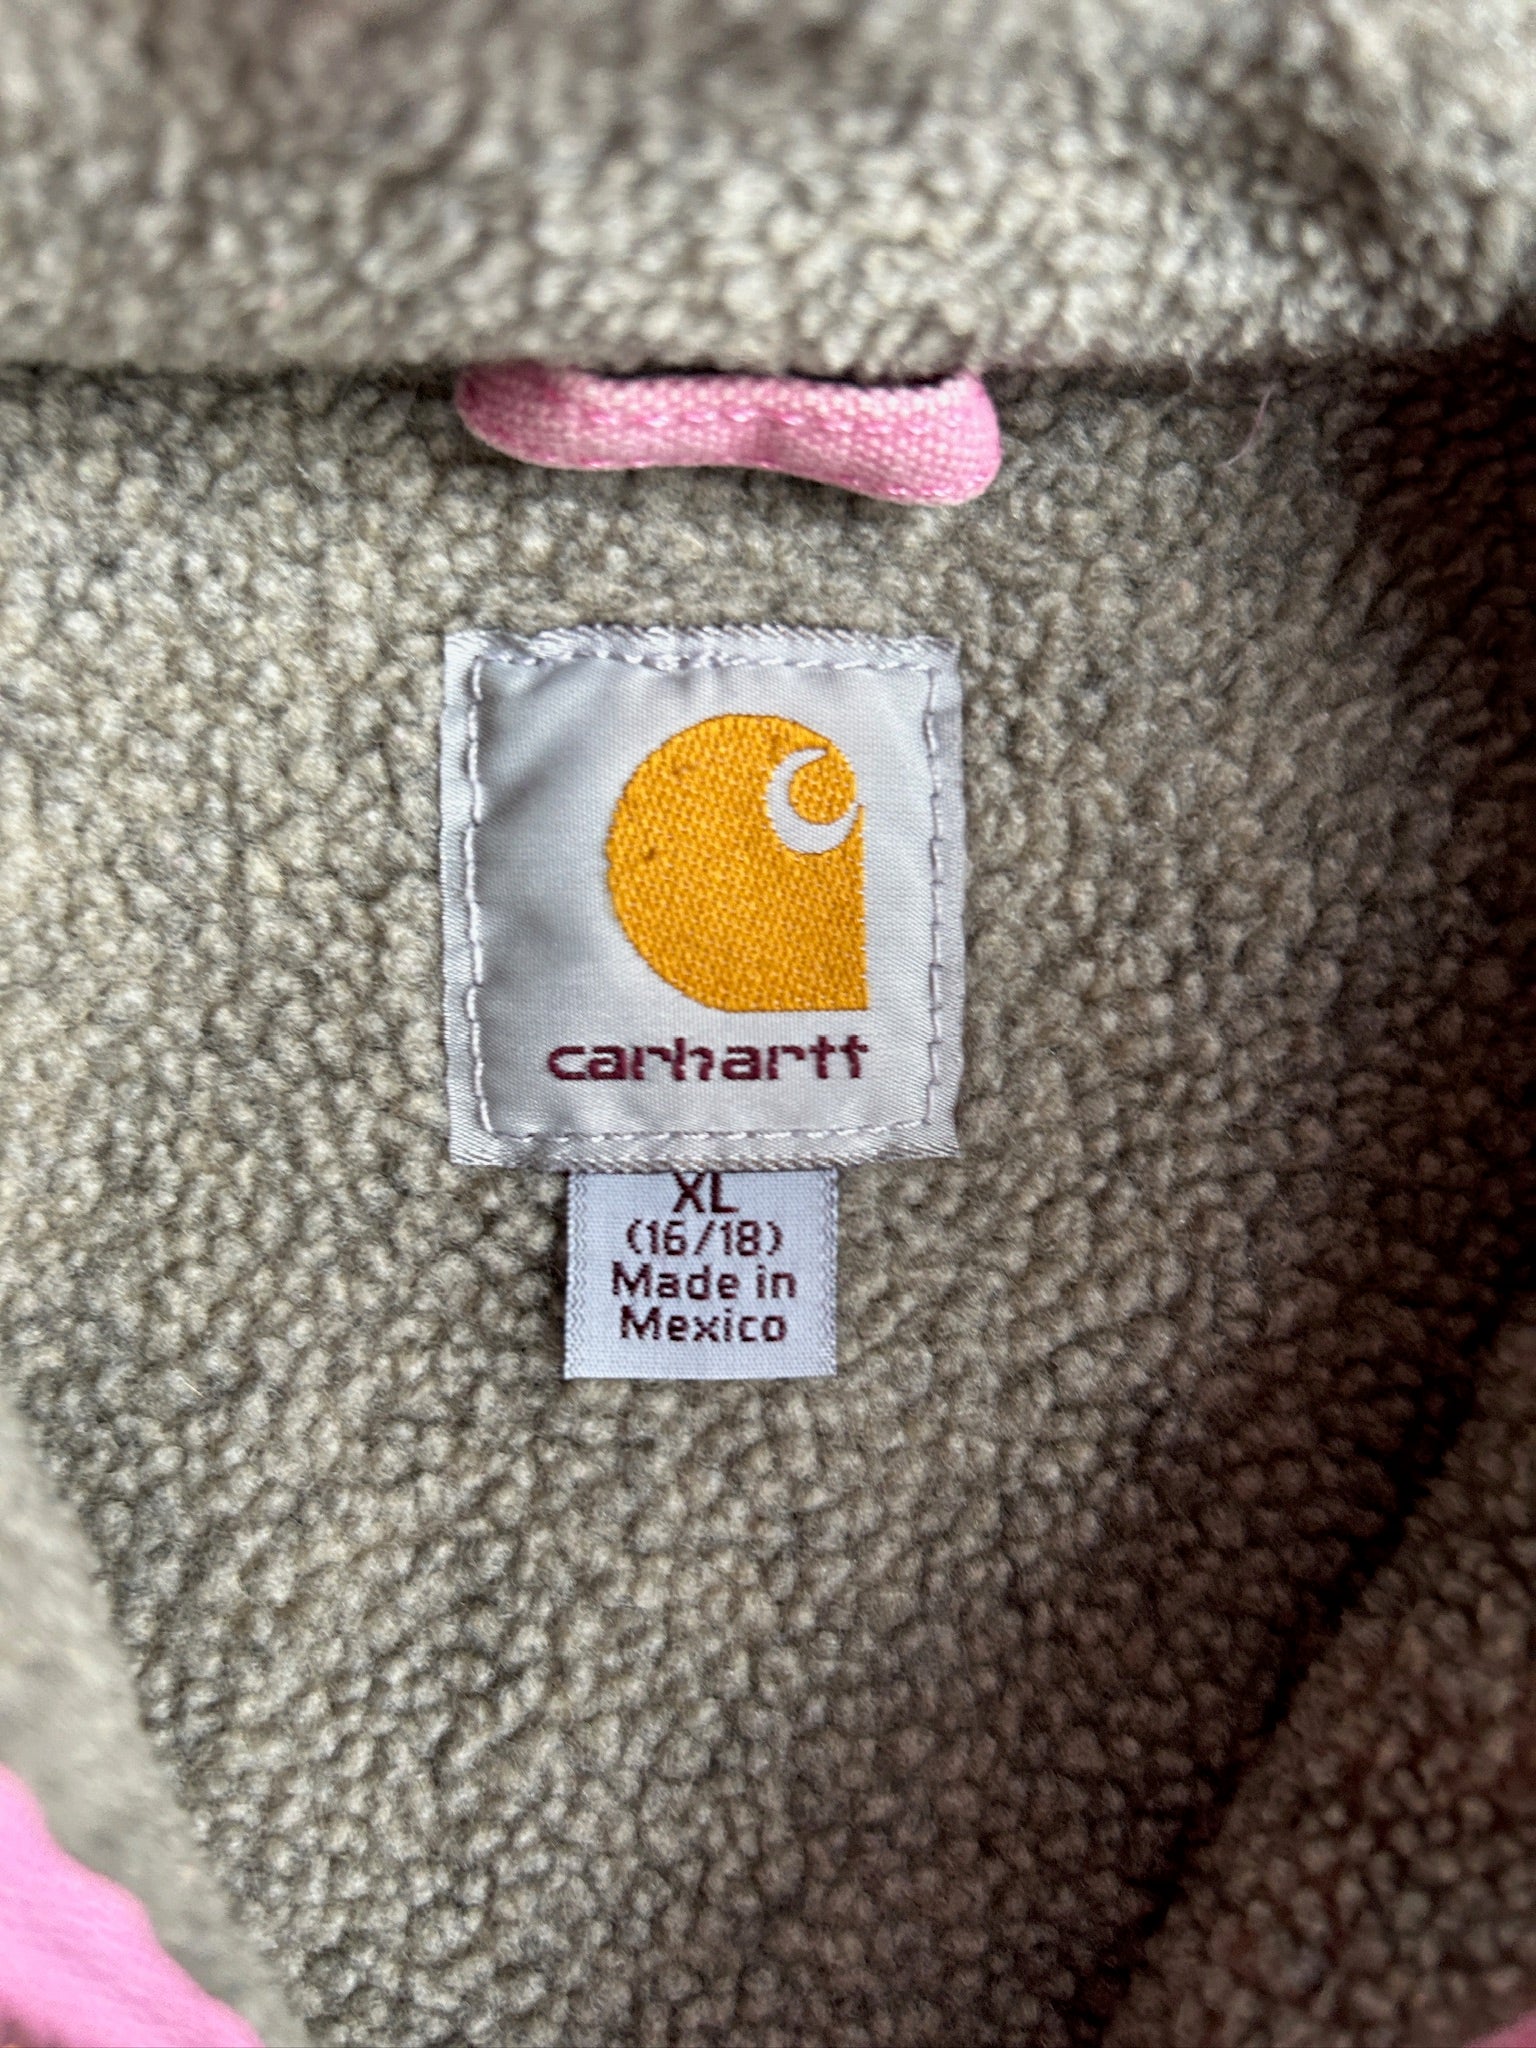 carhartt
XL
(16/18)
Made in
Mexico